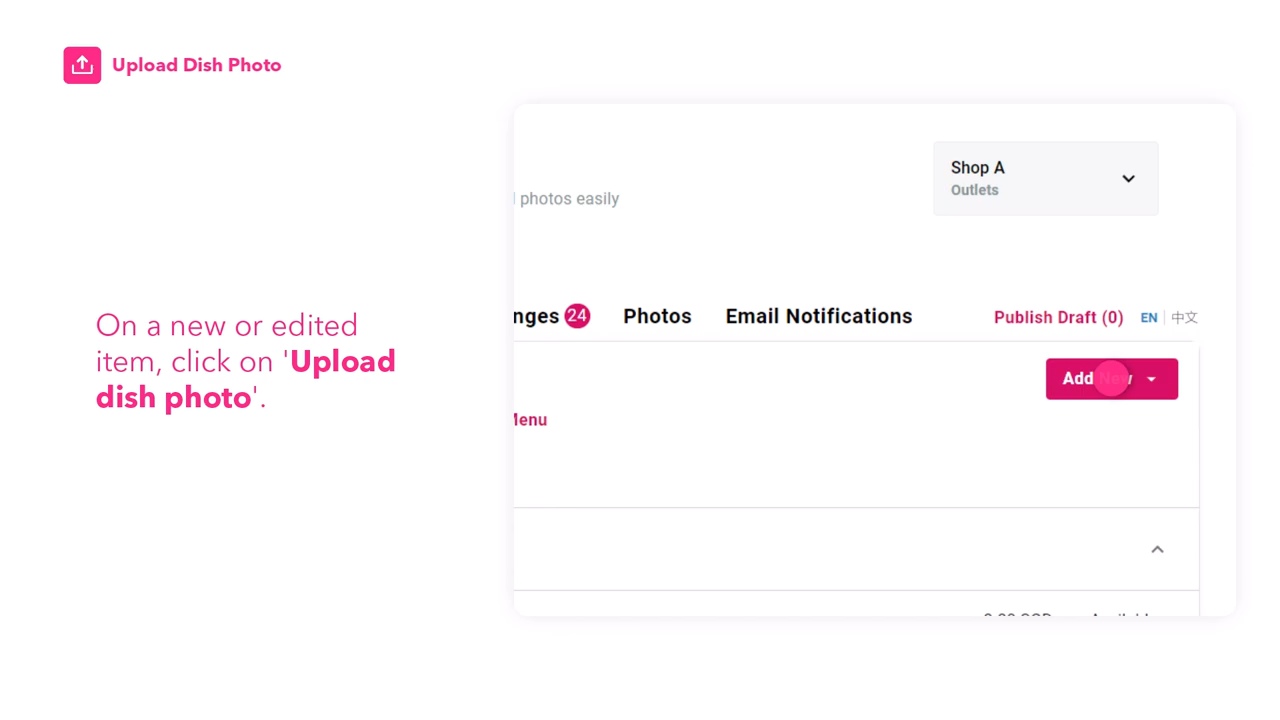 Upload Dish Photo
Shop A
Outlets
photos easily
On a new or edited
item, click on 'Upload
dish photo'.
nges 24 Photos Email Notifications Publish Draft (0) EN 中文
Add New
Menu